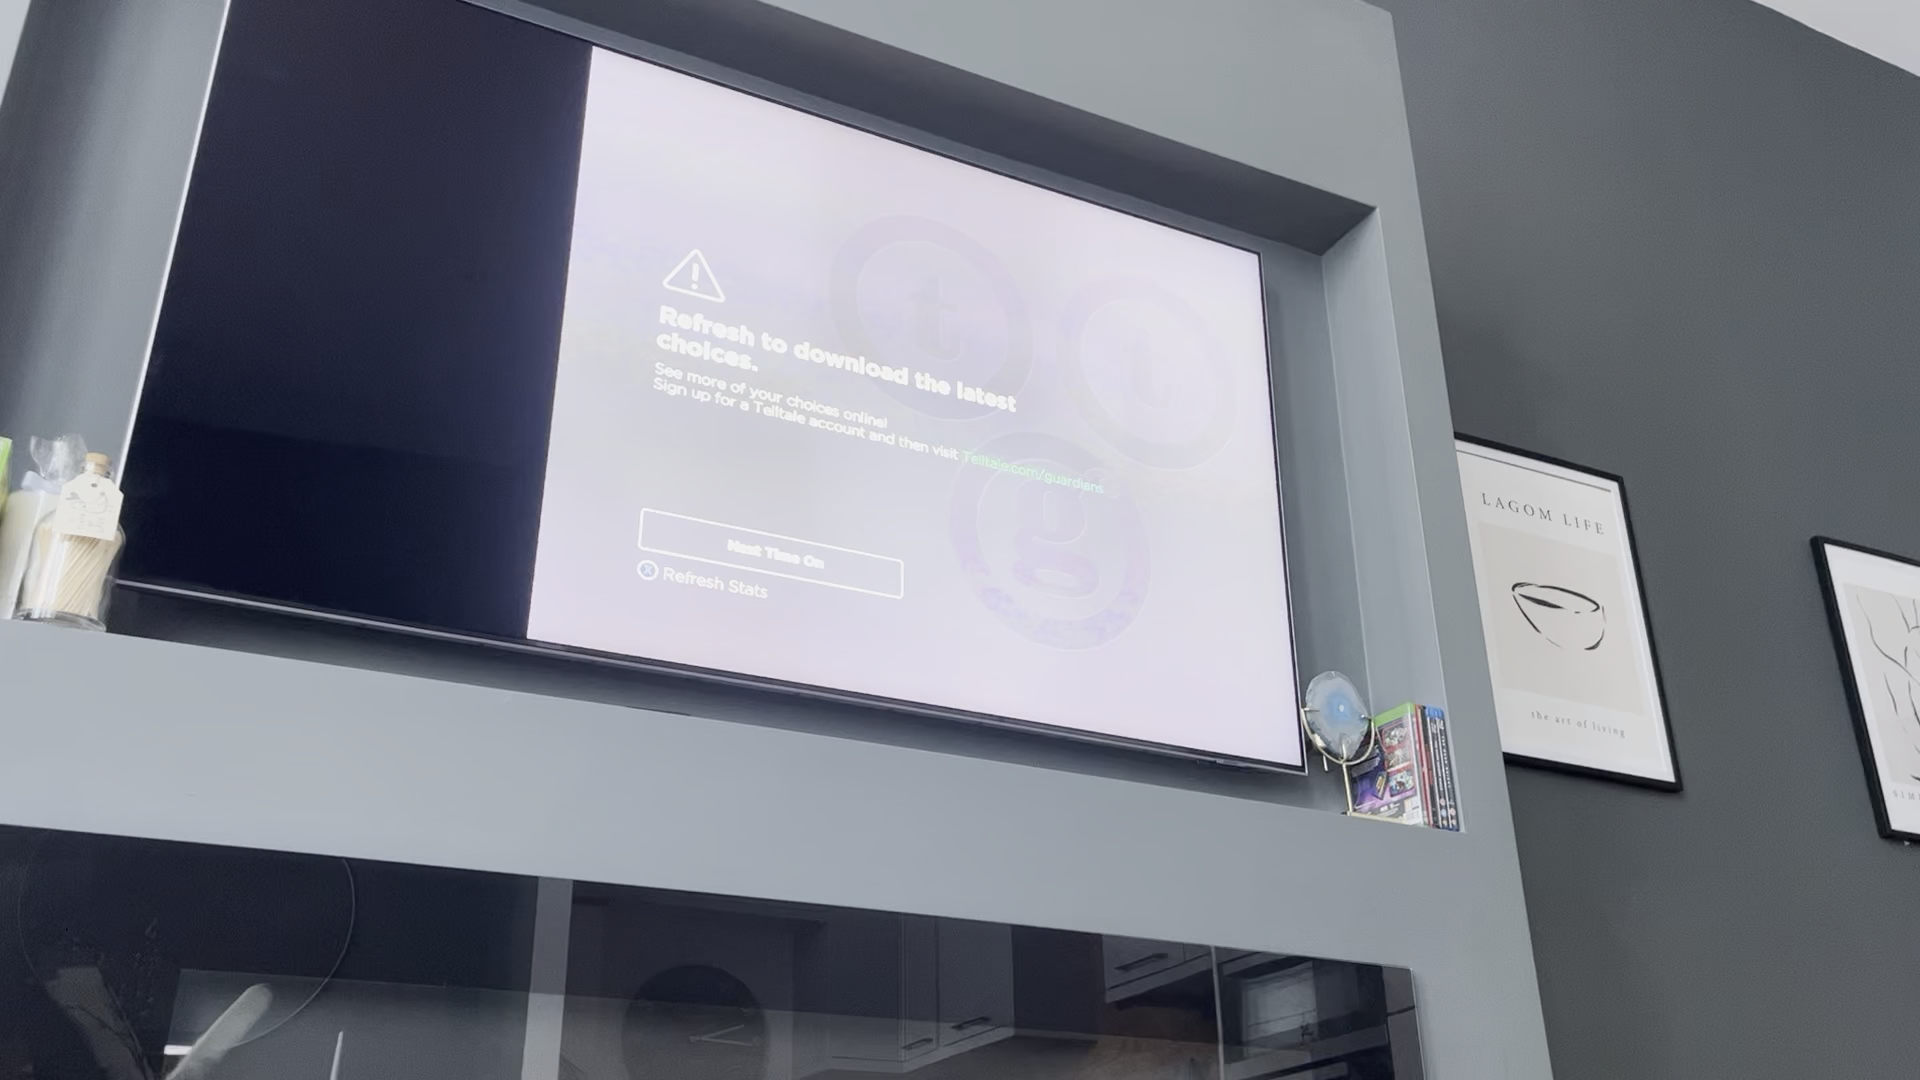 Refresh to download the latest
choices.
See more of your choices online!
Sign up for a Telltale account and then visit Telltale.com/guardians
Next Time On
Refresh Stats
t
t
g
LAGOM LIFE
the art of living